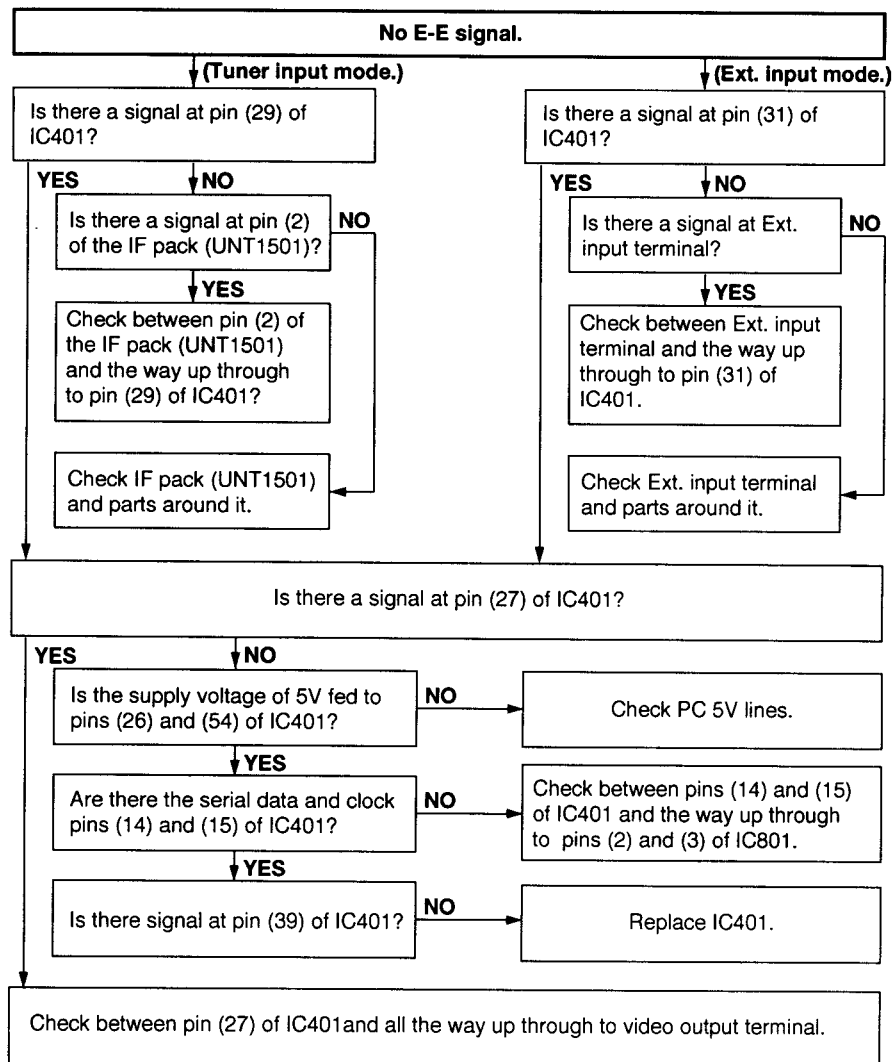 No E-E signal.
(Tuner input mode.)
(Ext. input mode.)
Is there a signal at pin (29) of
IC401?
Is there a signal at pin (31) of
IC401?
YES
NO
YES
NO
Is there a signal at pin (2)
of the IF pack (UNT1501)?
NO
Is there a signal at Ext.
input terminal?
NO
YES
YES
Check between pin (2) of
the IF pack (UNT1501)
and the way up through
to pin (29) of IC401?
Check between Ext. input
terminal and the way up
through to pin (31) of
IC401.
Check IF pack (UNT1501)
and parts around it.
Check Ext. input terminal
and parts around it.
Is there a signal at pin (27) of IC401?
YES
NO
Is the supply voltage of 5V fed to
pins (26) and (54) of IC401?
NO
Check PC 5V lines.
YES
Are there the serial data and clock
pins (14) and (15) of IC401?
NO
Check between pins (14) and (15)
of IC401 and the way up through
to pins (2) and (3) of IC801.
YES
Is there signal at pin (39) of IC401?
NO
Replace IC401.
Check between pin (27) of IC401and all the way up through to video output terminal.